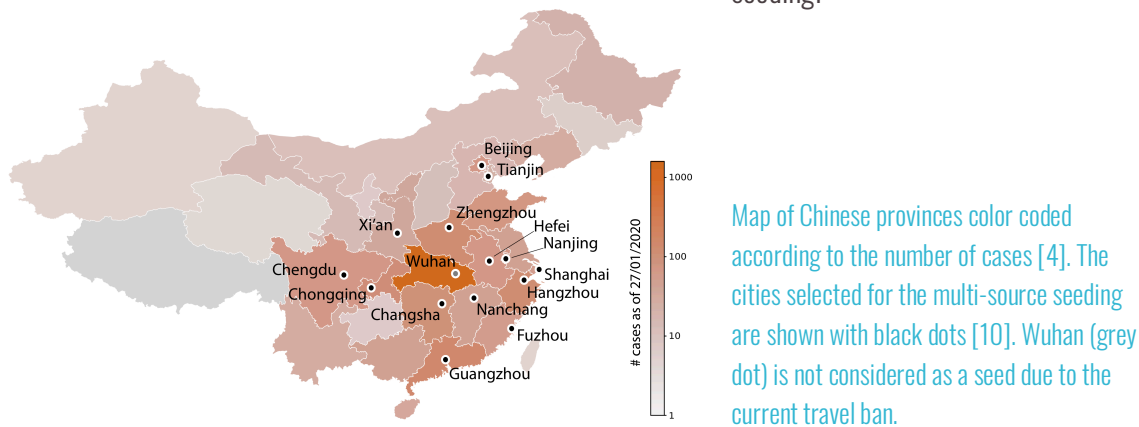 Beijing
Tianjin
Zhengzhou
Xi'an
Hefei
Nanjing
Wuhan
Chengdu
Shanghai
Chongqing
Hangzhou
Changsha
Nanchang
Fuzhou
Guangzhou
# cases as of 27/01/2020
1000
100
10
1
Map of Chinese provinces color coded
according to the number of cases [4]. The
cities selected for the multi-source seeding
are shown with black dots [10]. Wuhan (grey
dot) is not considered as a seed due to the
current travel ban.